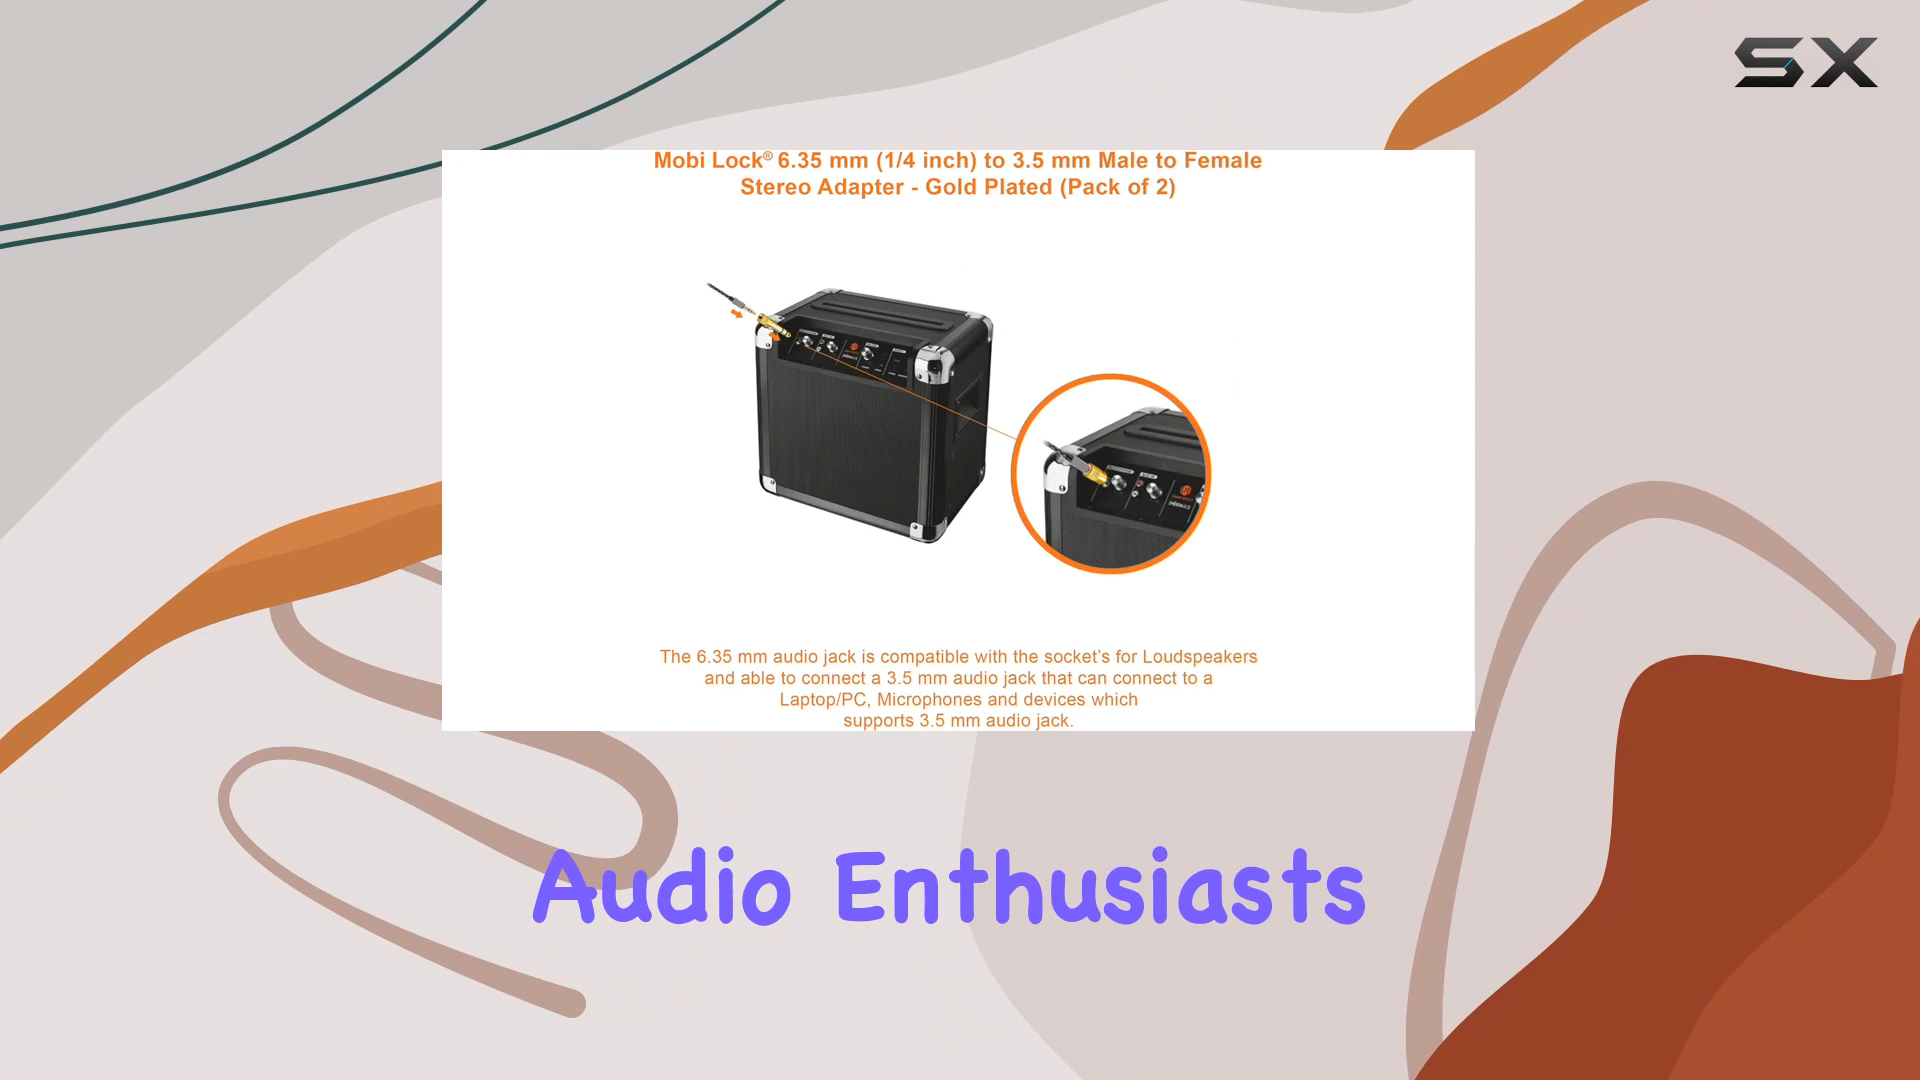 SX
Mobi Lock® 6.35 mm (1/4 inch) to 3.5 mm Male to Female
Stereo Adapter - Gold Plated (Pack of 2)
The 6.35 mm audio jack is compatible with the socket's for Loudspeakers
and able to connect a 3.5 mm audio jack that can connect to a
Laptop/PC, Microphones and devices which
supports 3.5 mm audio jack.
Audio Enthusiasts